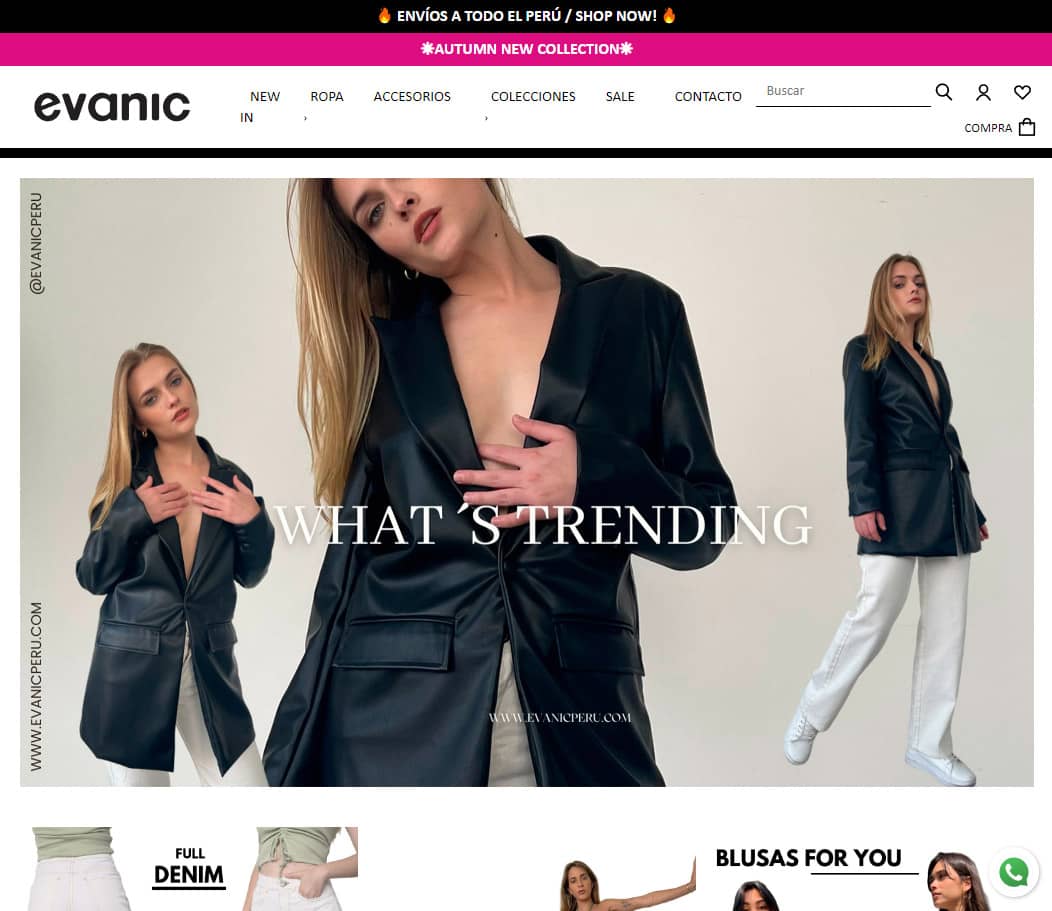 🔥 ENVÍOS A TODO EL PERÚ / SHOP NOW! 🔥
✵AUTUMN NEW COLLECTION✵
evanic
NEW IN
ROPA ›
ACCESORIOS
COLECCIONES ›
SALE
CONTACTO
Buscar
COMPRA
@EVANICPERU
WHAT ´S TRENDING
WWW.EVANICPERU.COM
WWW.EVANICPERU.COM
FULL
DENIM
BLUSAS FOR YOU